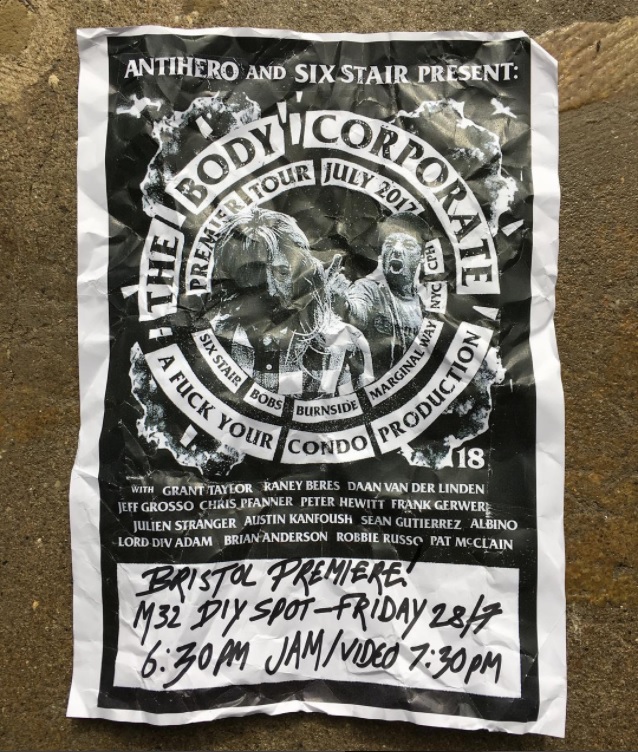 ANTIHERO AND SIX STAIR PRESENT:
THE BODY CORPORATE
PREMIER TOUR JULY 2017
SIX STAIR BOBS BURNSIDE MARGINAL WAY NYC CPH
A FUCK YOUR CONDO PRODUCTION
18
WITH GRANT TAYLOR RANEY BERES DAAN VAN DER LINDEN
JEFF GROSSO CHRIS PFANNER PETER HEWITT FRANK GERWER
JULIEN STRANGER AUSTIN KANFOUSH SEAN GUTIERREZ ALBINO
LORD DIV ADAM BRIAN ANDERSON ROBBIE RUSSO PAT McCLAIN
BRISTOL PREMIERE!
M32 DIY SPOT-FRIDAY 28/7
6:30PM JAM/VIDEO 7:30PM